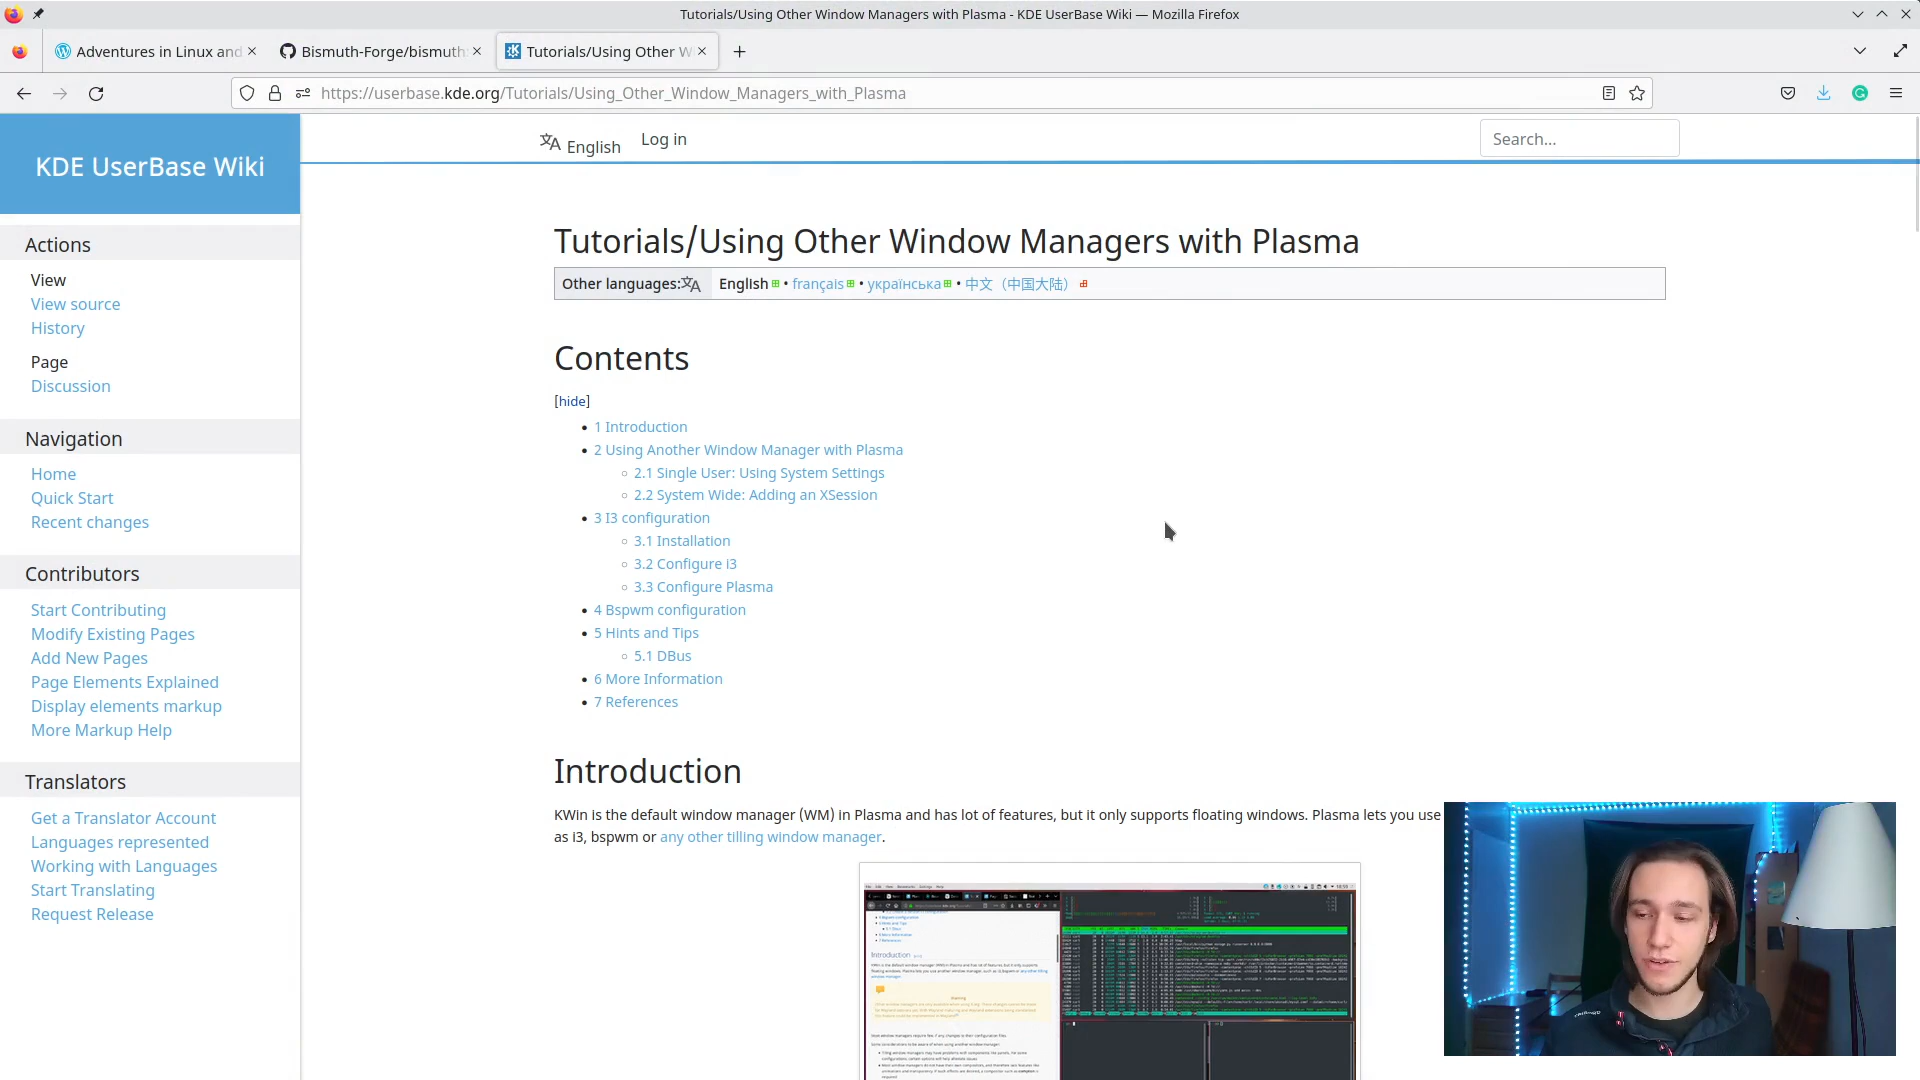 Tutorials/Using Other Window Managers with Plasma - KDE UserBase Wiki — Mozilla Firefox
Adventures in Linux and
Bismuth-Forge/bismuth:
Tutorials/Using Other W
https://userbase.kde.org/Tutorials/Using_Other_Window_Managers_with_Plasma
KDE UserBase Wiki
English
Log in
Search...
Actions
View
View source
History
Page
Discussion
Navigation
Home
Quick Start
Recent changes
Contributors
Start Contributing
Modify Existing Pages
Add New Pages
Page Elements Explained
Display elements markup
More Markup Help
Translators
Get a Translator Account
Languages represented
Working with Languages
Start Translating
Request Release
Tutorials/Using Other Window Managers with Plasma
Other languages: English • français • українська • 中文（中国大陆）
Contents
[hide]
1 Introduction
2 Using Another Window Manager with Plasma
2.1 Single User: Using System Settings
2.2 System Wide: Adding an XSession
3 I3 configuration
3.1 Installation
3.2 Configure i3
3.3 Configure Plasma
4 Bspwm configuration
5 Hints and Tips
5.1 DBus
6 More Information
7 References
Introduction
KWin is the default window manager (WM) in Plasma and has lot of features, but it only supports floating windows. Plasma lets you use
as i3, bspwm or any other tilling window manager.
Introduction